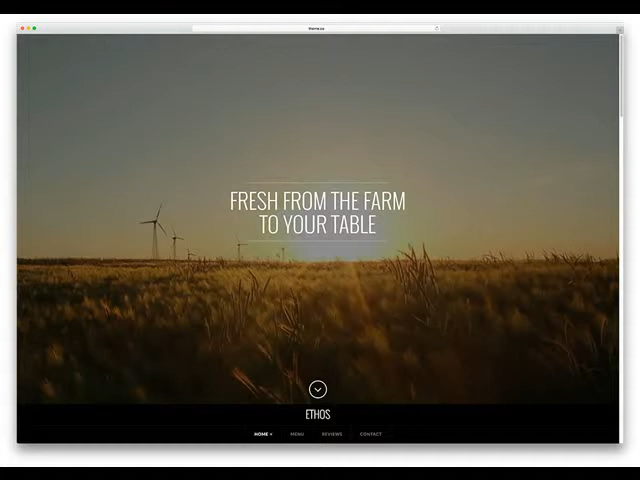 theme.co
FRESH FROM THE FARM
TO YOUR TABLE
ETHOS
HOME MENU REVIEWS CONTACT